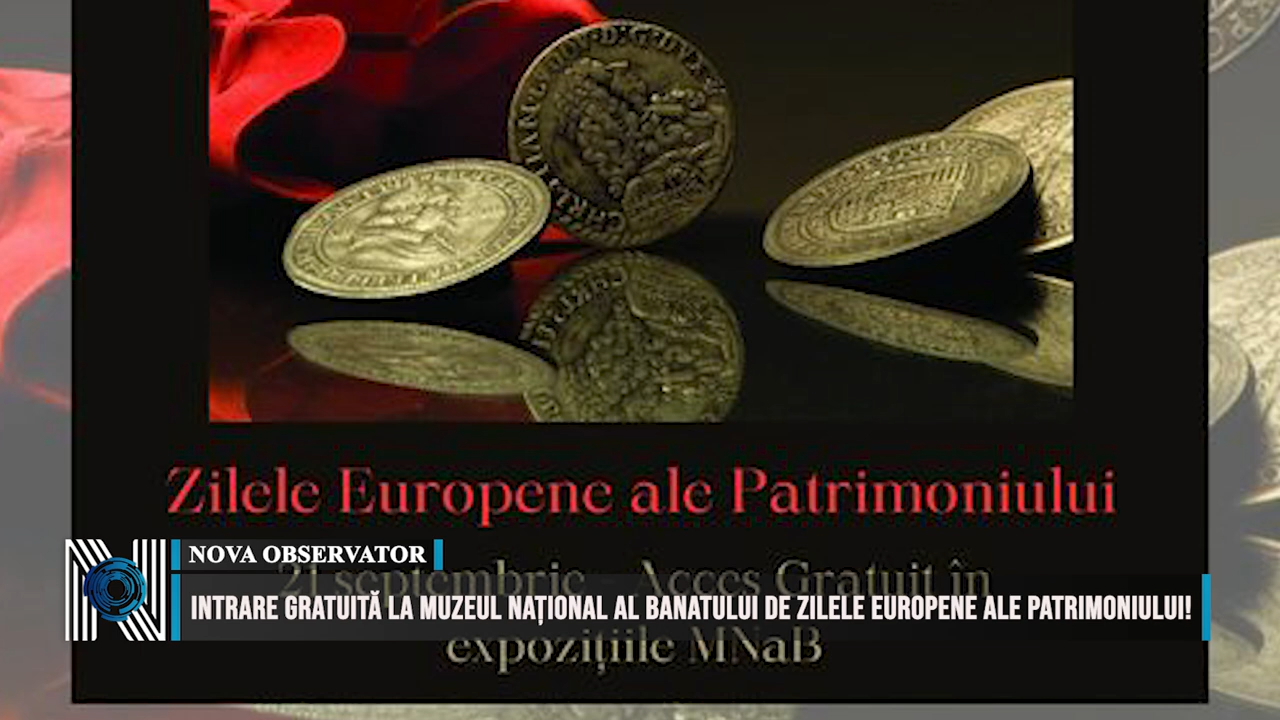 Zilele Europene ale Patrimoniului
NOVA OBSERVATOR
21 septembrie - Acces Gratuit în
INTRARE GRATUITĂ LA MUZEUL NAȚIONAL AL BANATULUI DE ZILELE EUROPENE ALE PATRIMONIULUI!
expozițiile MNaB